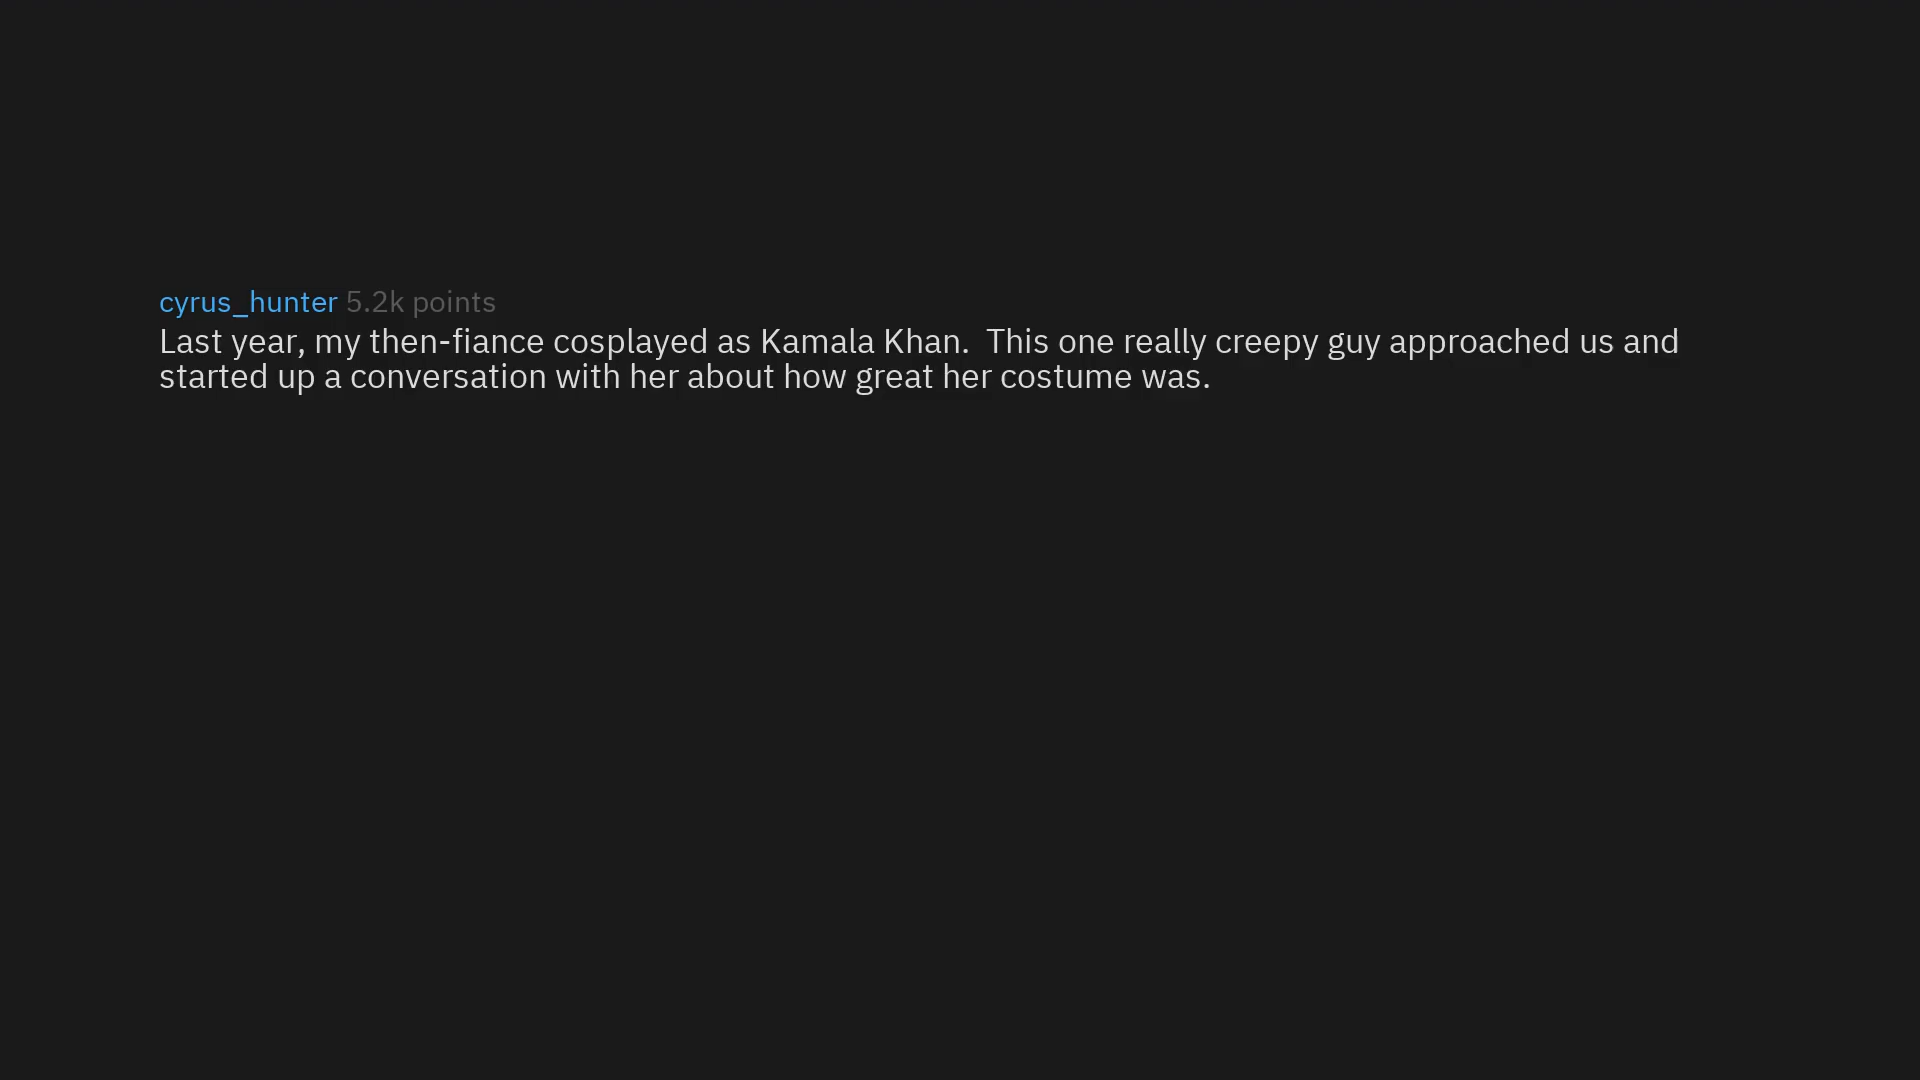 cyrus_hunter 5.2k points
Last year, my then-fiance cosplayed as Kamala Khan.  This one really creepy guy approached us and
started up a conversation with her about how great her costume was.